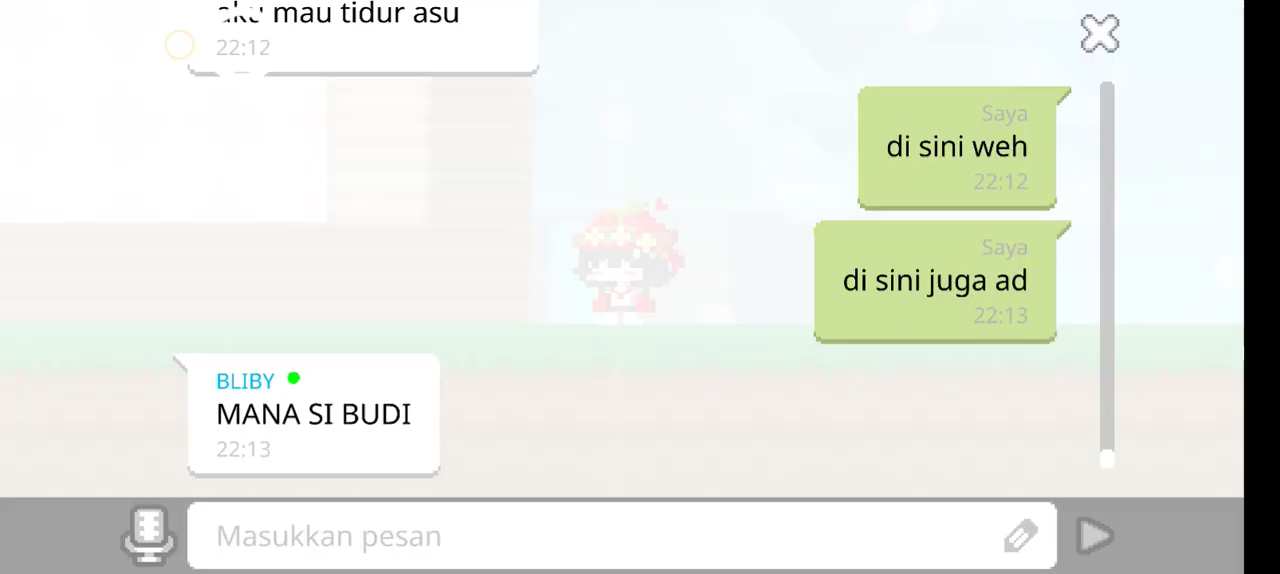 aku mau tidur asu
22:12
Saya
di sini weh
22:12
Saya
di sini juga ad
22:13
BLIBY
MANA SI BUDI
22:13
Masukkan pesan